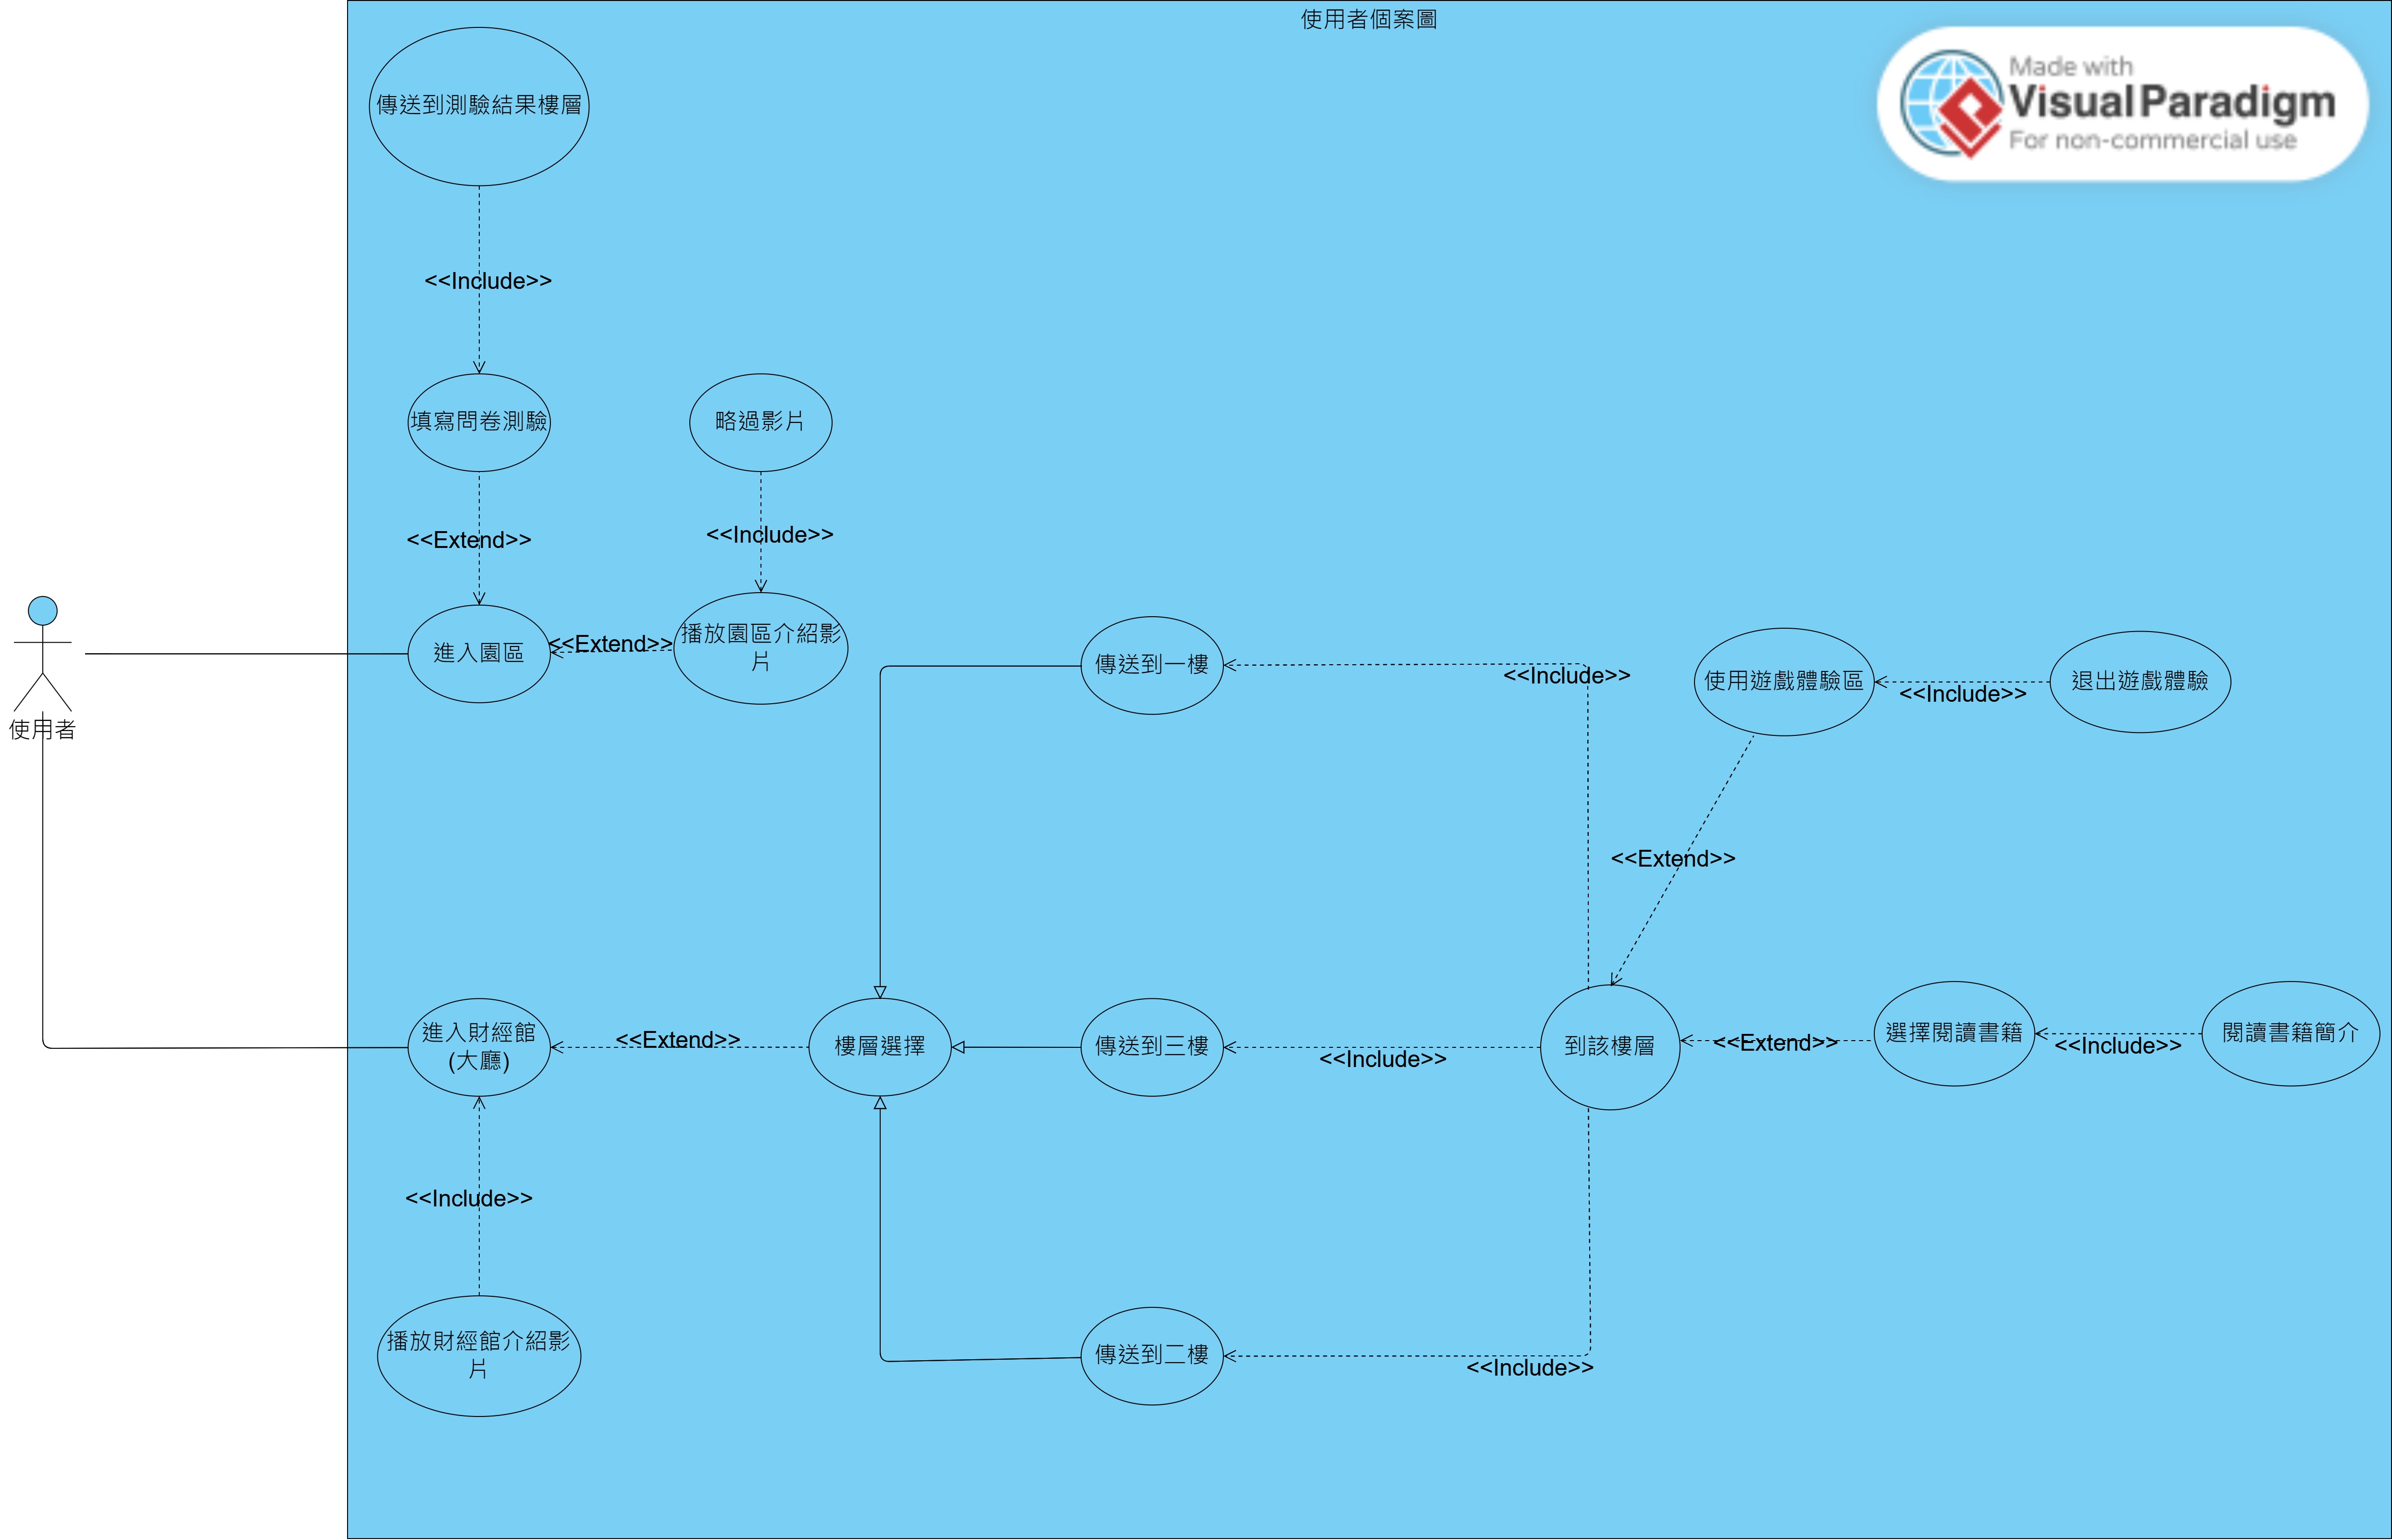 使用者個案圖
Made with
Visual Paradigm
For non-commercial use
傳送到測驗結果樓層
<<Include>>
填寫問卷測驗
略過影片
<<Extend>>
<<Include>>
使用者
進入園區
<<Extend>>
播放園區介紹影
片
傳送到一樓
<<Include>>
使用遊戲體驗區
<<Include>>
退出遊戲體驗
<<Extend>>
進入財經館
(大廳)
<<Extend>>
樓層選擇
傳送到三樓
<<Include>>
到該樓層
<<Extend>>
選擇閱讀書籍
<<Include>>
閱讀書籍簡介
<<Include>>
播放財經館介紹影
片
傳送到二樓
<<Include>>